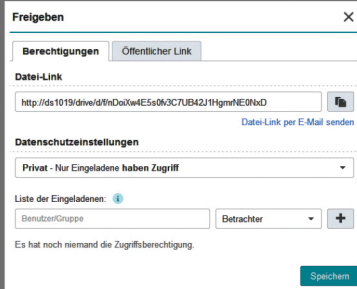 Freigeben
Berechtigungen Öffentlicher Link
Datei-Link
http://ds1019/drive/d/f/nDoiXw4E5s0fv3C7UB42J1HgmrNE0NxD
Datei-Link per E-Mail senden
Datenschutzeinstellungen
Privat - Nur Eingeladene haben Zugriff
Liste der Eingeladenen:
Benutzer/Gruppe Betrachter
Es hat noch niemand die Zugriffsberechtigung.
Speichern